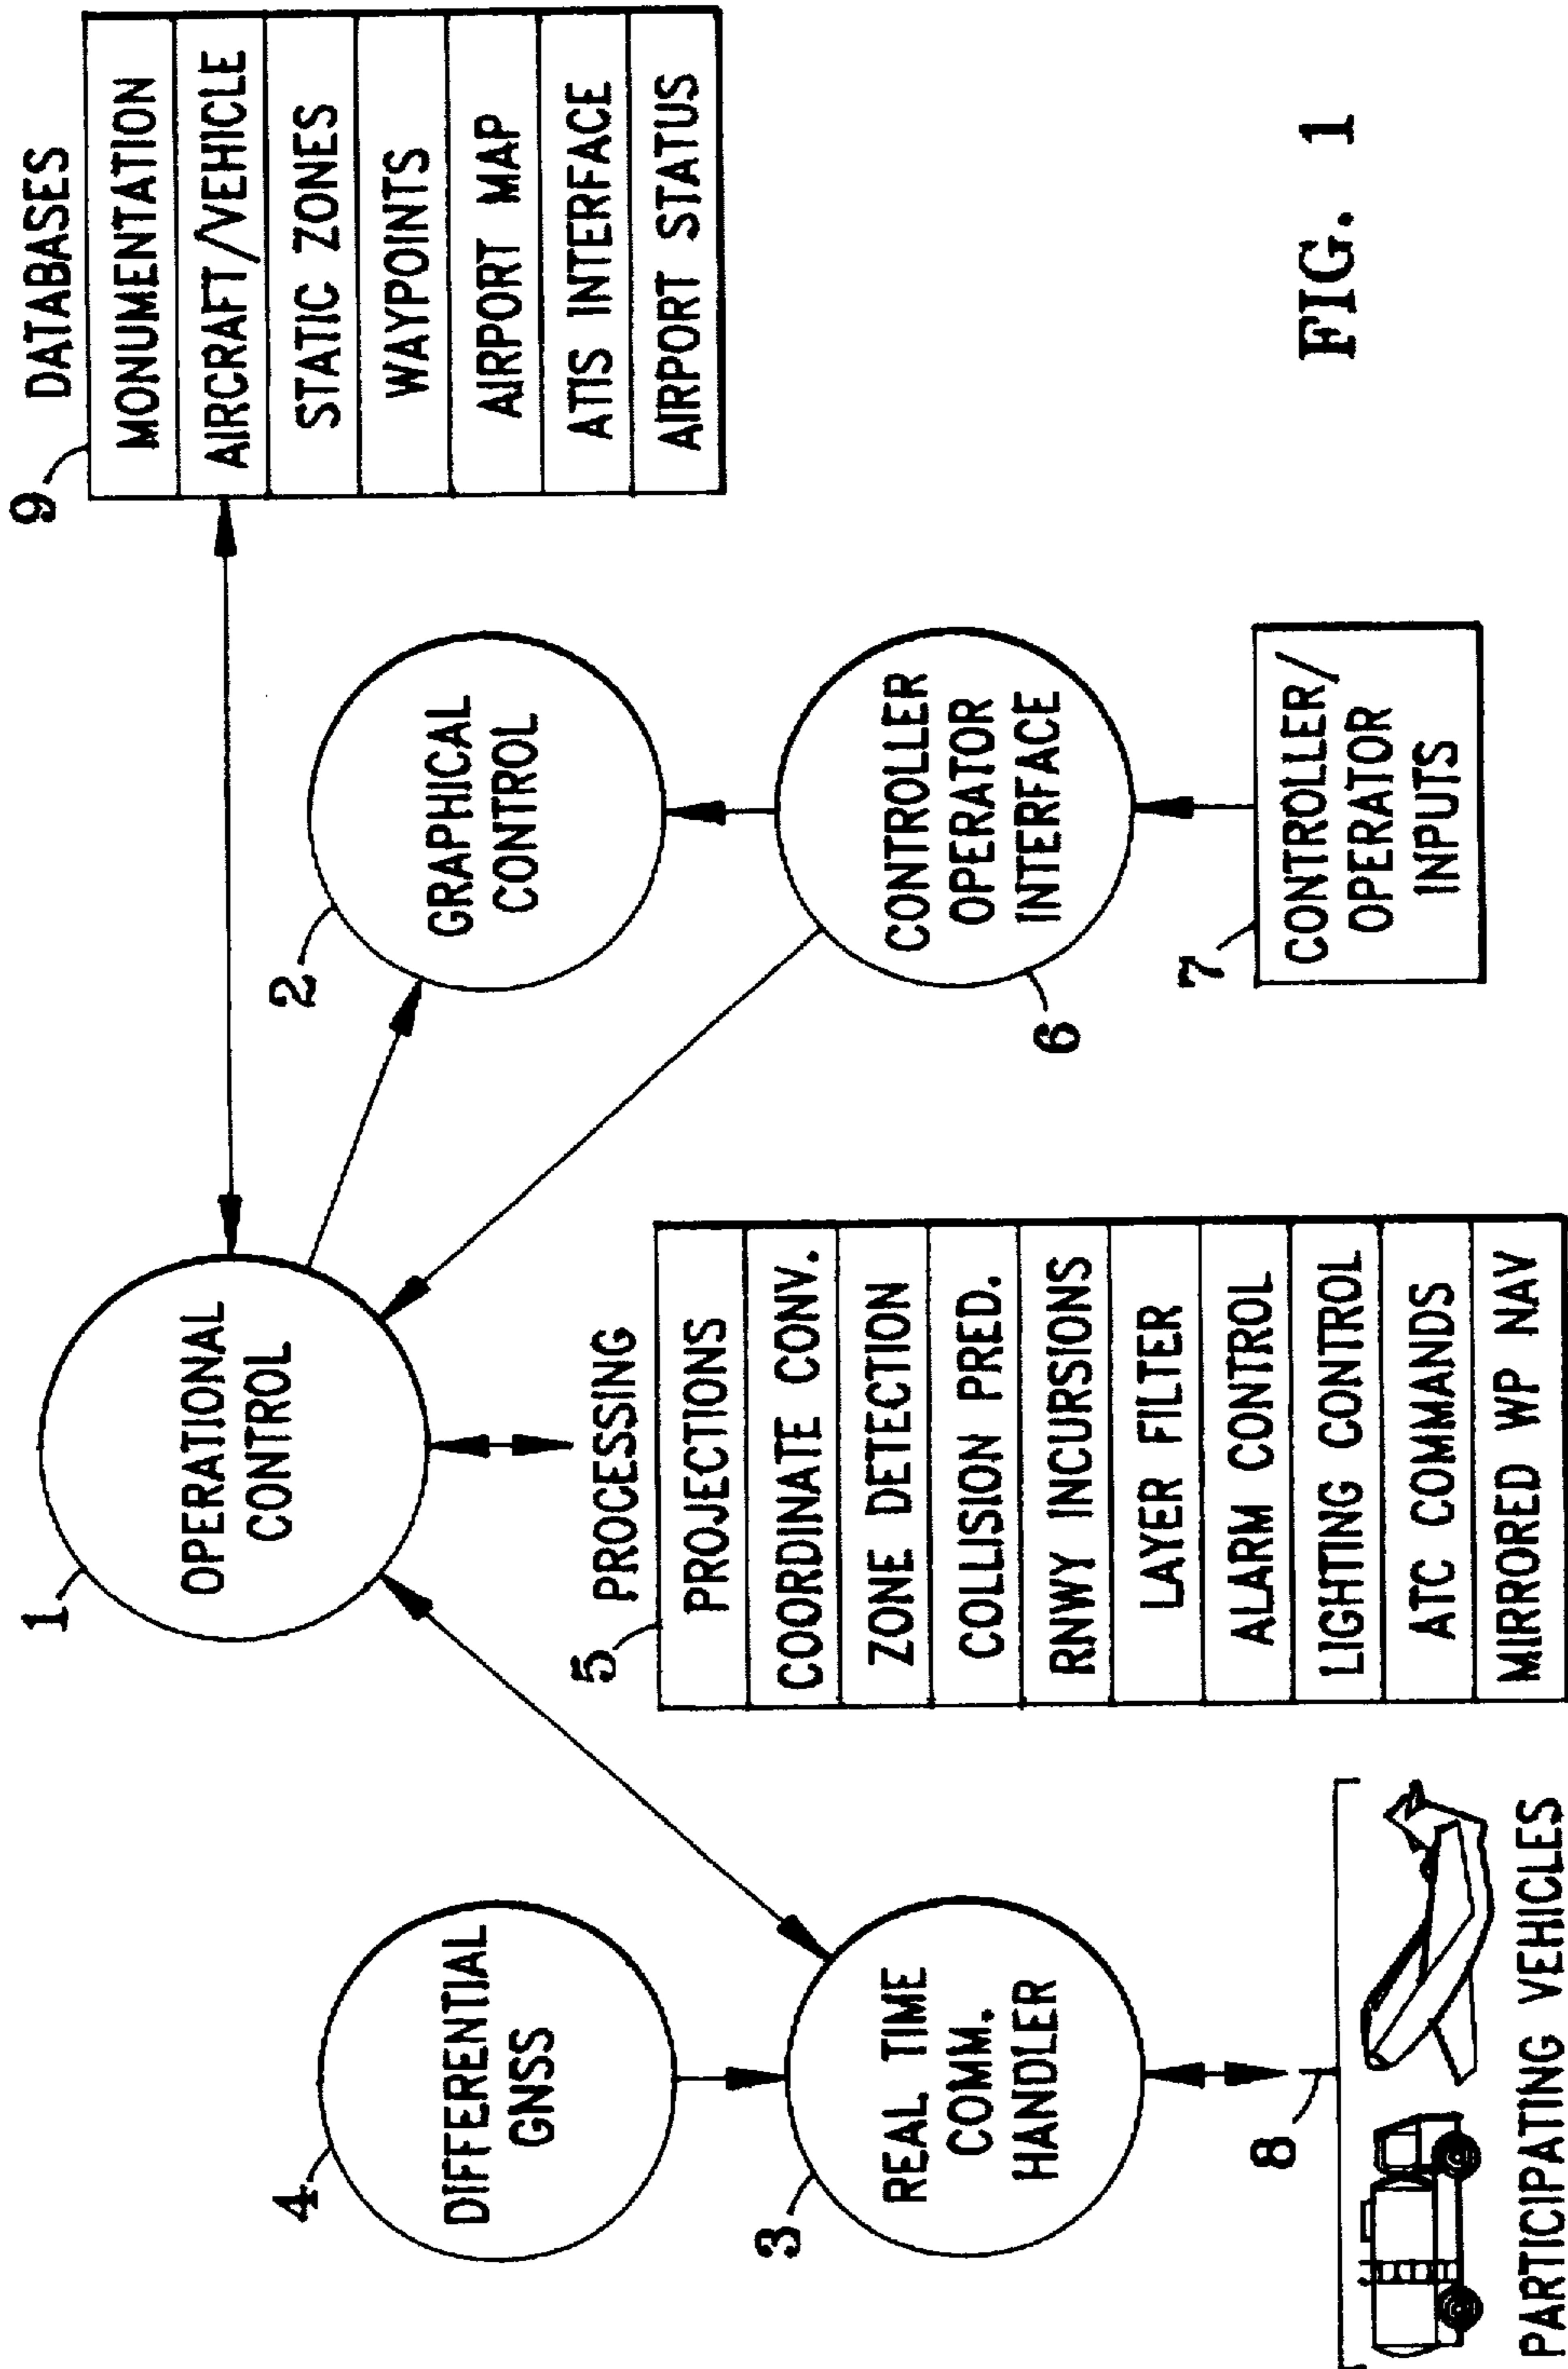 1
OPERATIONAL
CONTROL
DATABASES
9
MONUMENTATION
AIRCRAFT/VEHICLE
STATIC ZONES
WAYPOINTS
AIRPORT MAP
ATIS INTERFACE
AIRPORT STATUS
4
DIFFERENTIAL
GNSS
2
GRAPHICAL
CONTROL
PROCESSING
5
PROJECTIONS
COORDINATE CONV.
ZONE DETECTION
COLLISION PRED.
RNWY INCURSIONS
LAYER FILTER
ALARM CONTROL
LIGHTING CONTROL
ATC COMMANDS
MIRRORED WP NAV
3
REAL TIME
COMM.
HANDLER
6
CONTROLLER
OPERATOR
INTERFACE
8
PARTICIPATING VEHICLES
7
CONTROLLER/
OPERATOR
INPUTS
FIG. 1